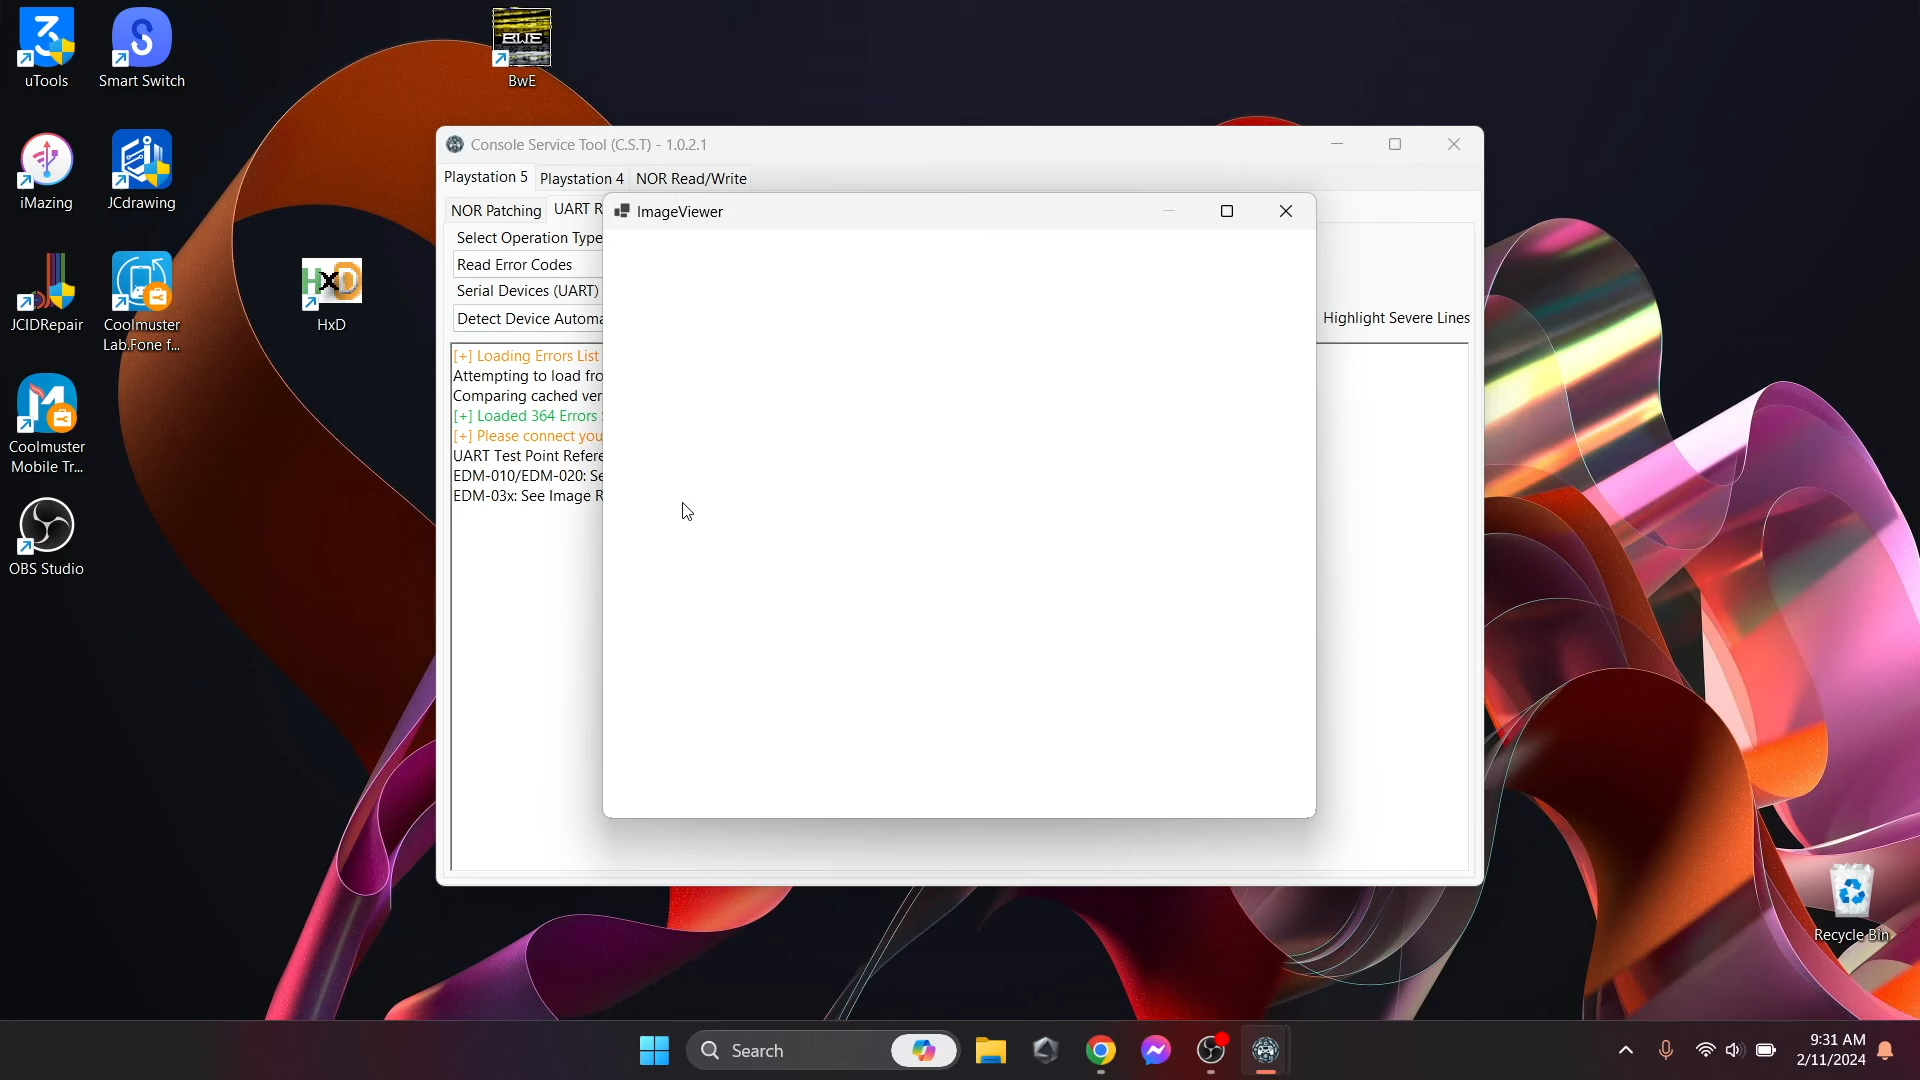 uTools
Smart Switch
BwE
BWE
iMazing
JCdrawing
JCIDRepair
Coolmuster
Lab.Fone f...
HxD
HxD
Coolmuster
Mobile Tr...
OBS Studio
Console Service Tool (C.S.T) - 1.0.2.1
Playstation 5
Playstation 4
NOR Read/Write
NOR Patching
UART R
ImageViewer
Select Operation Type
Read Error Codes
Serial Devices (UART)
Detect Device Automa
Highlight Severe Lines
[+] Loading Errors List
Attempting to load fro
Comparing cached ver
[+] Loaded 364 Errors
[+] Please connect you
UART Test Point Refere
EDM-010/EDM-020: Se
EDM-03x: See Image R
Recycle Bin
Search
9:31 AM
2/11/2024